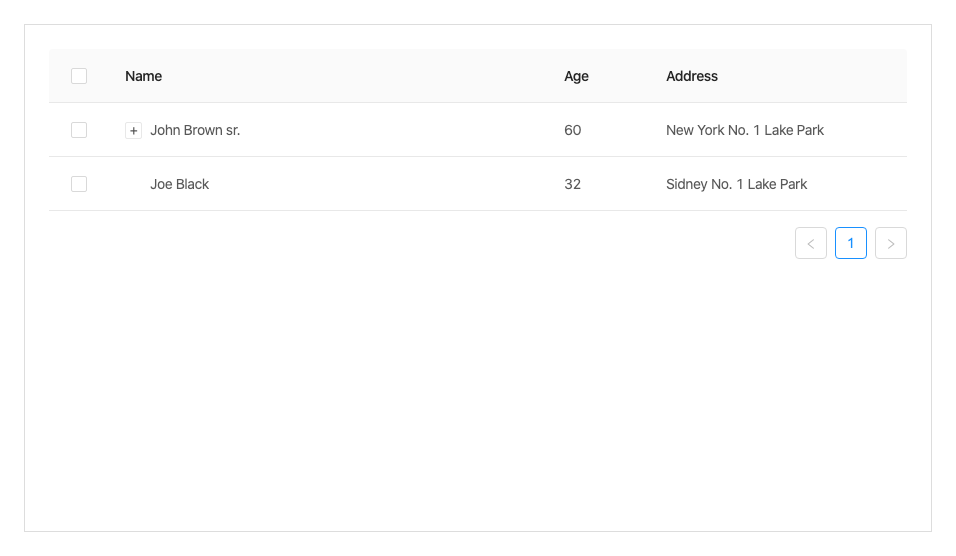 Name Age Address
John Brown sr. 60 New York No. 1 Lake Park
Joe Black 32 Sidney No. 1 Lake Park
1